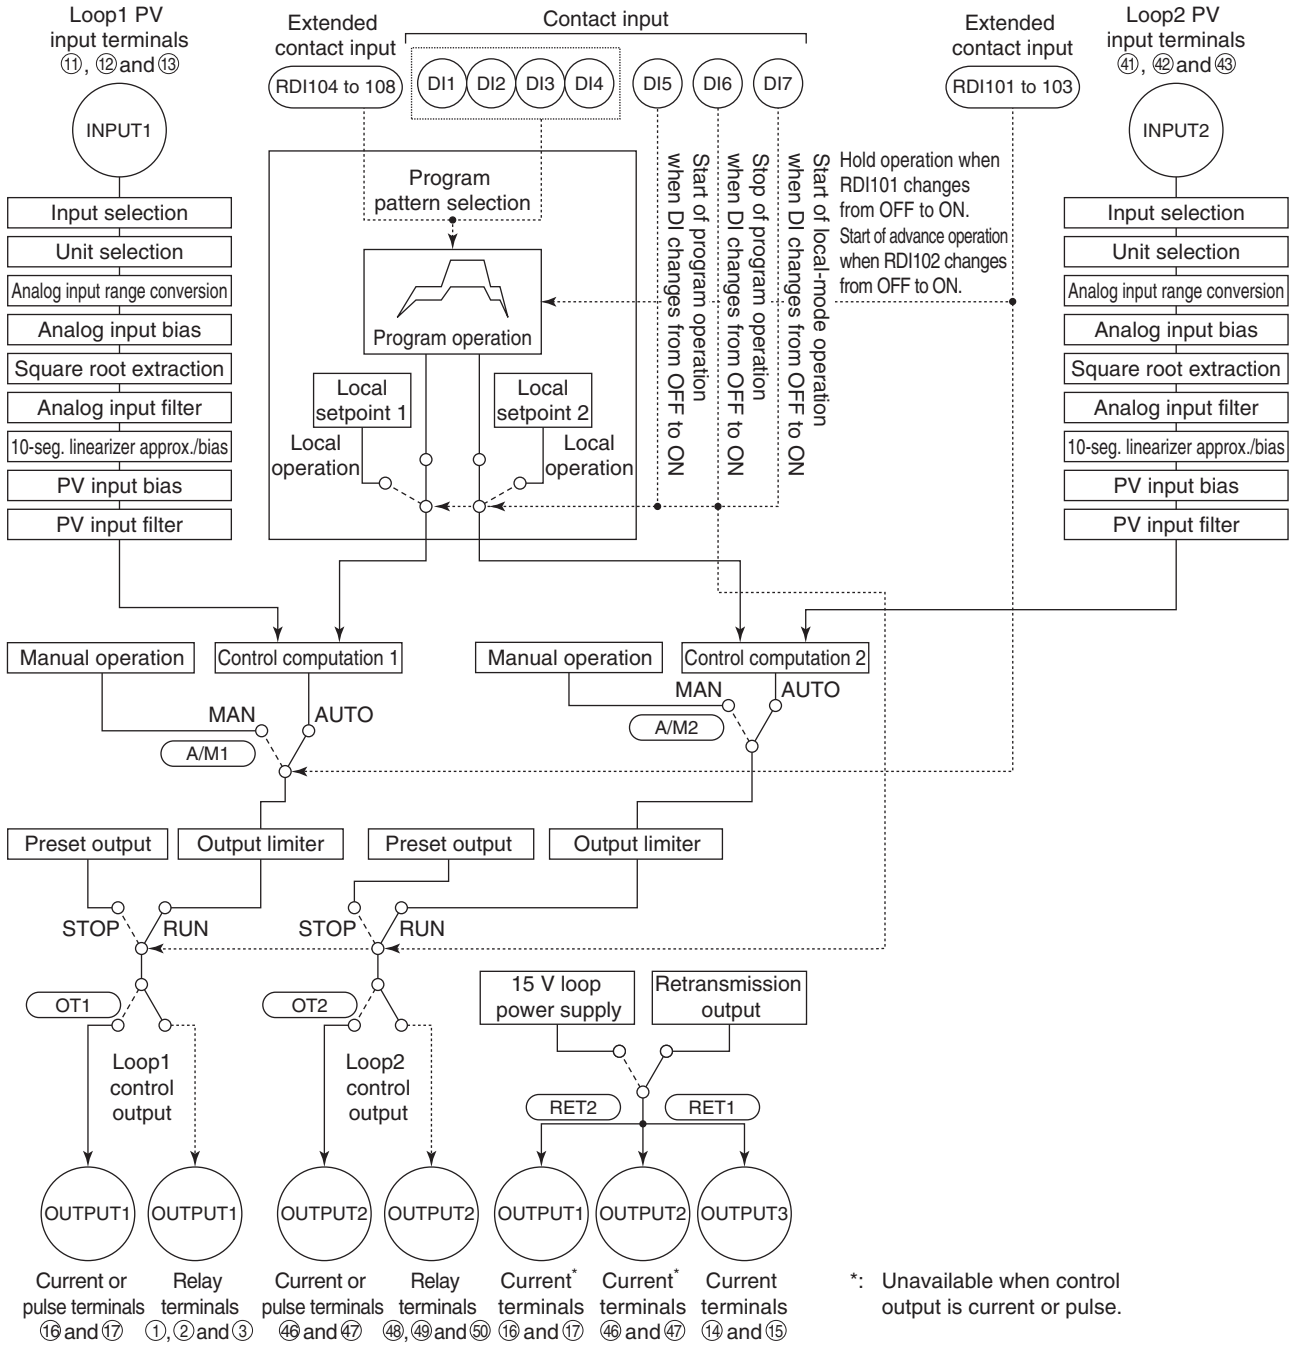 Loop1 PV
input terminals
⑪, ⑫ and ⑬
INPUT1
Input selection
Unit selection
Analog input range conversion
Analog input bias
Square root extraction
Analog input filter
10-seg. linearizer approx./bias
PV input bias
PV input filter
Extended
contact input
RDI104 to 108
Contact input
DI1
DI2
DI3
DI4
DI5
DI6
DI7
Extended
contact input
RDI101 to 103
Loop2 PV
input terminals
㊶, ㊷ and ㊸
INPUT2
Input selection
Unit selection
Analog input range conversion
Analog input bias
Square root extraction
Analog input filter
10-seg. linearizer approx./bias
PV input bias
PV input filter
Program
pattern selection
Program operation
Local
setpoint 1
Local
setpoint 2
Local
operation
Local
operation
Start of program operation
when DI changes from OFF to ON
Stop of program operation
when DI changes from OFF to ON
Start of local-mode operation
when DI changes from OFF to ON
Hold operation when
RDI101 changes
from OFF to ON.
Start of advance operation
when RDI102 changes
from OFF to ON.
Manual operation
Control computation 1
Manual operation
Control computation 2
MAN
AUTO
A/M1
MAN
AUTO
A/M2
Preset output
Output limiter
Preset output
Output limiter
STOP
RUN
STOP
RUN
OT1
OT2
15 V loop
power supply
Retransmission
output
Loop1
control
output
Loop2
control
output
RET2
RET1
OUTPUT1
OUTPUT1
OUTPUT2
OUTPUT2
OUTPUT1
OUTPUT2
OUTPUT3
Current or
pulse terminals
⑯ and ⑰
Relay
terminals
①, ② and ③
Current or
pulse terminals
㊻ and ㊼
Relay
terminals
㊽, ㊾ and ㊿
Current*
terminals
⑯ and ⑰
Current*
terminals
㊻ and ㊼
Current
terminals
⑭ and ⑮
*: Unavailable when control
output is current or pulse.